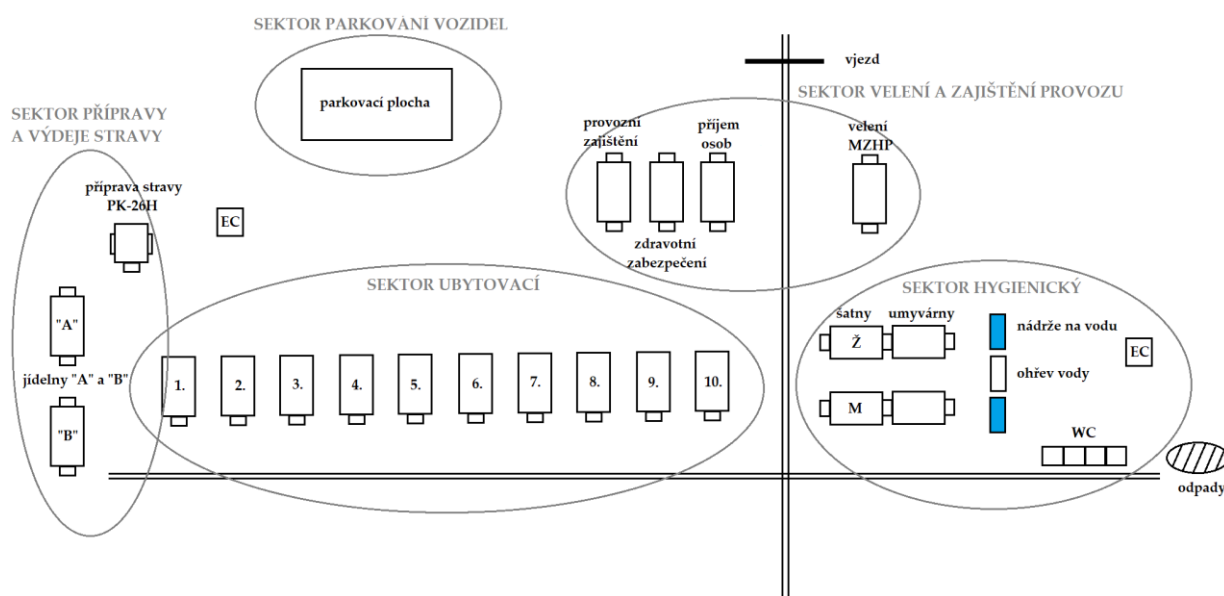 SEKTOR PARKOVÁNÍ VOZIDEL
parkovací plocha
vjezd
SEKTOR VELENÍ A ZAJIŠTĚNÍ PROVOZU
SEKTOR PŘÍPRAVY
A VÝDEJE STRAVY
provozní
zajištění
příjem
osob
velení
MZHP
příprava stravy
PK-26H
EC
zdravotní
zabezpečení
SEKTOR UBYTOVACÍ
SEKTOR HYGIENICKÝ
"A"
jídelny "A" a "B"
"B"
1.
2.
3.
4.
5.
6.
7.
8.
9.
10.
šatny
umyvárny
Ž
M
nádrže na vodu
ohřev vody
EC
WC
odpady